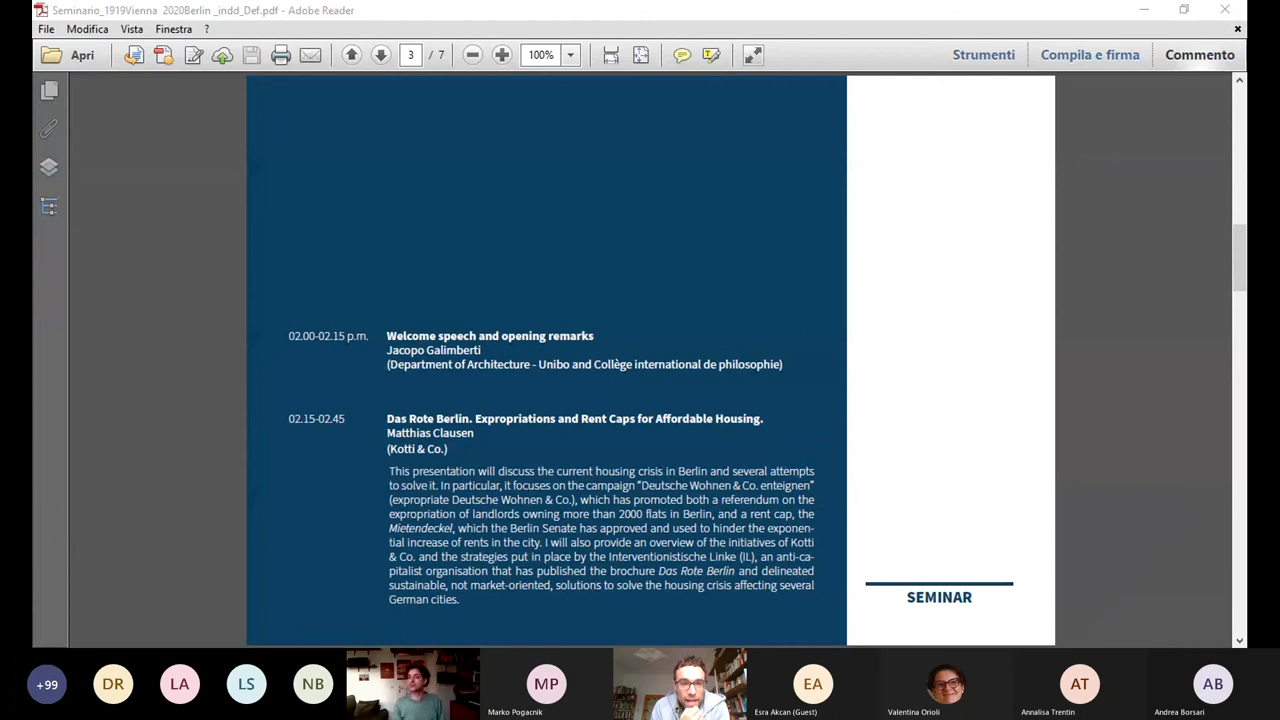 Seminario_1919Vienna 2020Berlin _indd_Def.pdf - Adobe Reader
File Modifica Vista Finestra ?
Apri
3 / 7
100%
Strumenti
Compila e firma
Commento
02.00-02.15 p.m.
Welcome speech and opening remarks
Jacopo Galimberti
(Department of Architecture - Unibo and Collège international de philosophie)
02.15-02.45
Das Rote Berlin. Expropriations and Rent Caps for Affordable Housing.
Matthias Clausen
(Kotti & Co.)
This presentation will discuss the current housing crisis in Berlin and several attempts
to solve it. In particular, it focuses on the campaign “Deutsche Wohnen & Co. enteignen”
(expropriate Deutsche Wohnen & Co.), which has promoted both a referendum on the
expropriation of landlords owning more than 2000 flats in Berlin, and a rent cap, the
Mietendeckel, which the Berlin Senate has approved and used to hinder the exponen-
tial increase of rents in the city. I will also provide an overview of the initiatives of Kotti
& Co. and the strategies put in place by the Interventionistische Linke (IL), an anti-ca-
pitalist organisation that has published the brochure Das Rote Berlin and delineated
sustainable, not market-oriented, solutions to solve the housing crisis affecting several
German cities.
SEMINAR
+99
DR
LA
LS
NB
MP
Marko Pogacnik
EA
Esra Akcan (Guest)
Valentina Orioli
AT
Annalisa Trentin
AB
Andrea Borsari